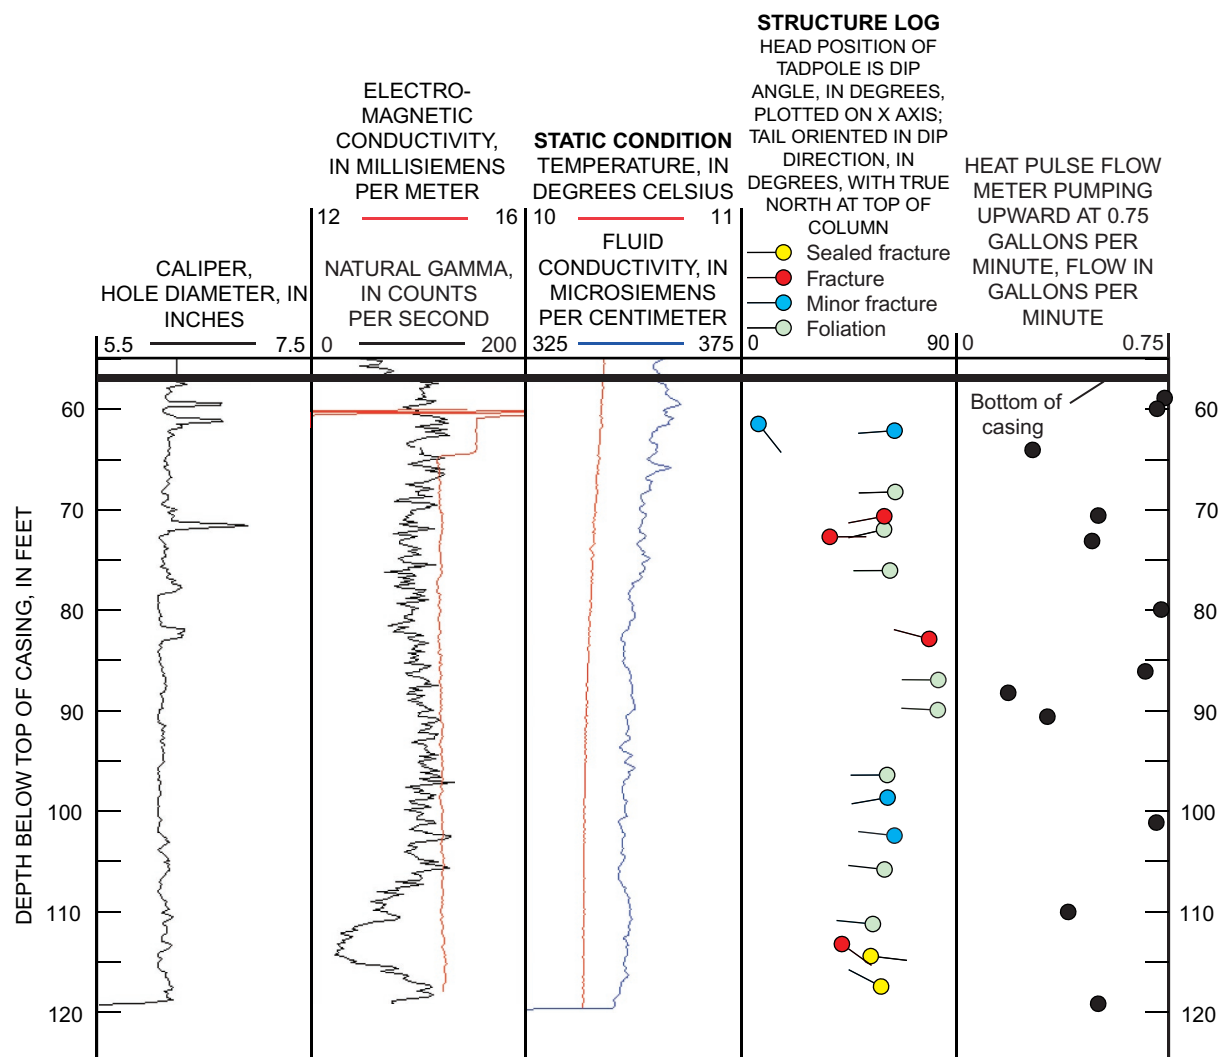 STRUCTURE LOG
HEAD POSITION OF
TADPOLE IS DIP
ANGLE, IN DEGREES,
PLOTTED ON X AXIS;
TAIL ORIENTED IN DIP
DIRECTION, IN
DEGREES, WITH TRUE
NORTH AT TOP OF
COLUMN
Sealed fracture
Fracture
Minor fracture
Foliation
0 90
ELECTRO-
MAGNETIC
CONDUCTIVITY,
IN MILLISIEMENS
PER METER
12 16
NATURAL GAMMA,
IN COUNTS
PER SECOND
0 200
STATIC CONDITION
TEMPERATURE, IN
DEGREES CELSIUS
10 11
FLUID
CONDUCTIVITY, IN
MICROSIEMENS
PER CENTIMETER
325 375
HEAT PULSE FLOW
METER PUMPING
UPWARD AT 0.75
GALLONS PER
MINUTE, FLOW IN
GALLONS PER
MINUTE
0 0.75
CALIPER,
HOLE DIAMETER, IN
INCHES
5.5 7.5
Bottom of
casing
DEPTH BELOW TOP OF CASING, IN FEET
60 60
70 70
80 80
90 90
100 100
110 110
120 120